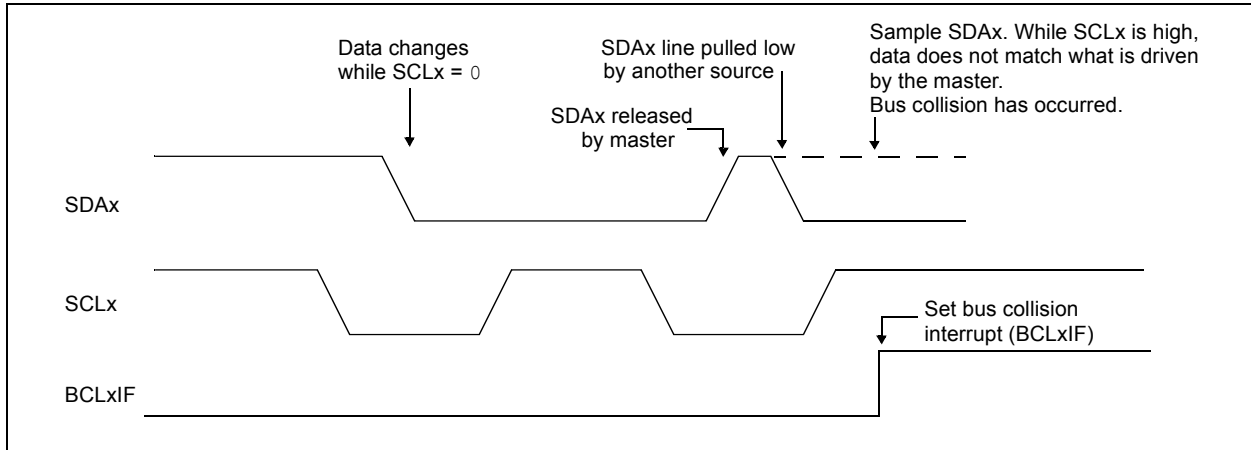 Data changes
while SCLx = 0
SDAx line pulled low
by another source
SDAx released
by master
Sample SDAx. While SCLx is high,
data does not match what is driven
by the master.
Bus collision has occurred.
SDAx
SCLx
Set bus collision
interrupt (BCLxIF)
BCLxIF